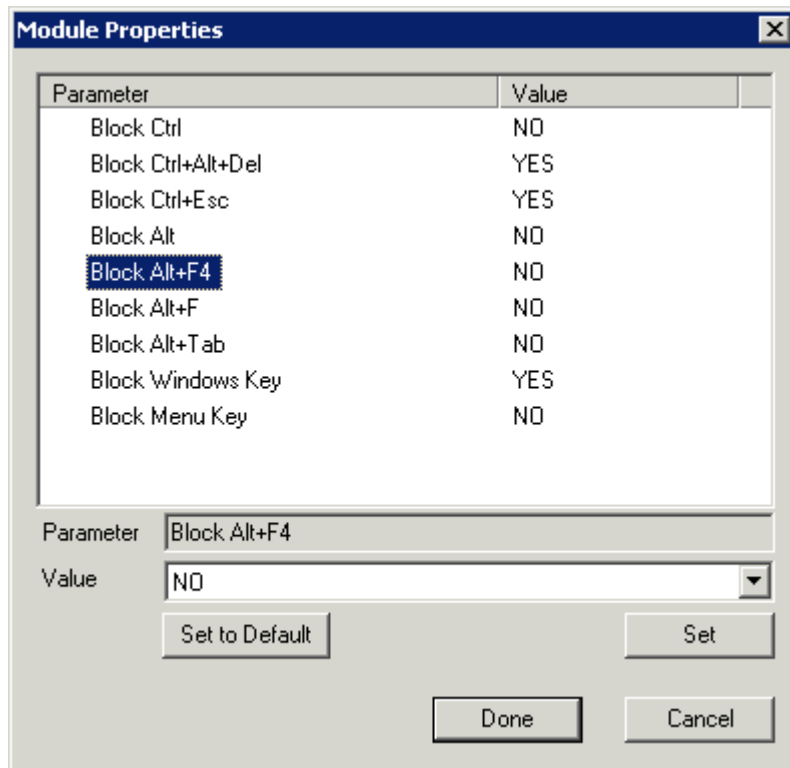 Module Properties
Parameter Value
Block Ctrl NO
Block Ctrl+Alt+Del YES
Block Ctrl+Esc YES
Block Alt NO
Block Alt+F4 NO
Block Alt+F NO
Block Alt+Tab NO
Block Windows Key YES
Block Menu Key NO
Parameter Block Alt+F4
Value NO
Set to Default Set
Done Cancel